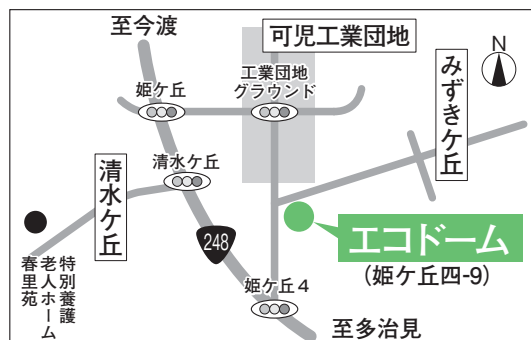 至今渡
可児工業団地
N
工業団地
グラウンド
姫ケ丘
みずきケ丘
清水ケ丘
清水ケ丘
248
エコドーム
(姫ケ丘四-9)
特別養護
老人ホーム
春里苑
姫ケ丘4
至多治見